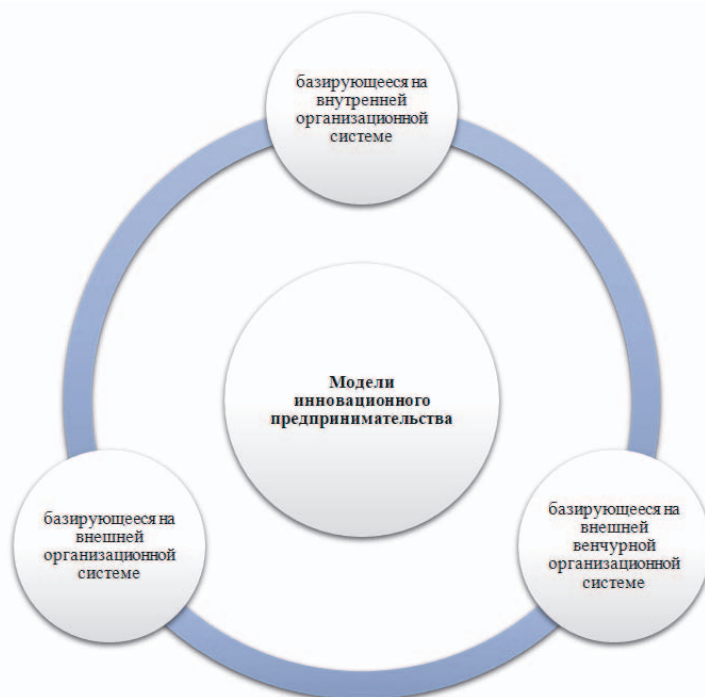 базирующееся на
внутренней
организационной
системе
Модели
инновационного
предпринимательства
базирующееся на
внешней
организационной
системе
базирующееся на
внешней
венчурной
организационной
системе